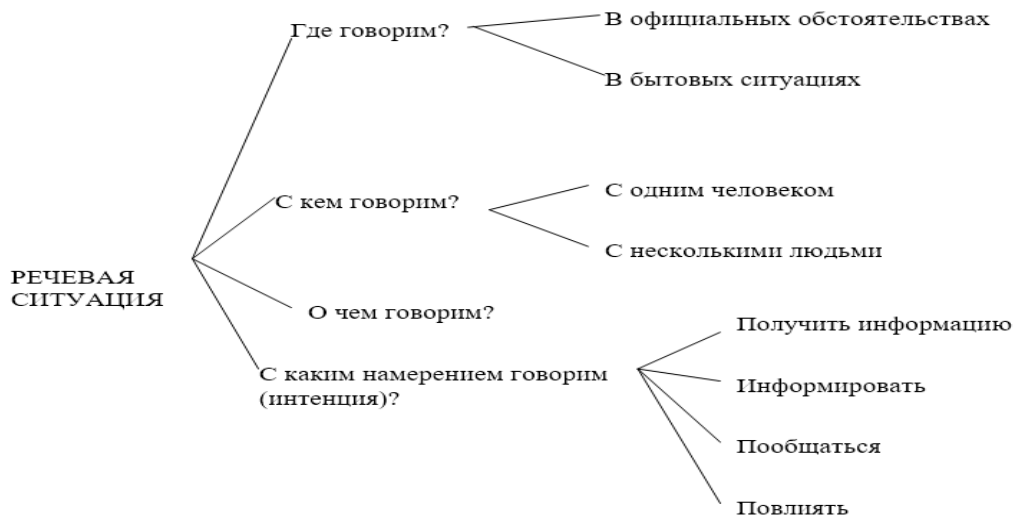 Где говорим?
В официальных обстоятельствах
В бытовых ситуациях
С кем говорим?
С одним человеком
С несколькими людьми
РЕЧЕВАЯ
СИТУАЦИЯ
О чем говорим?
С каким намерением говорим
(интенция)?
Получить информацию
Информировать
Пообщаться
Повлиять